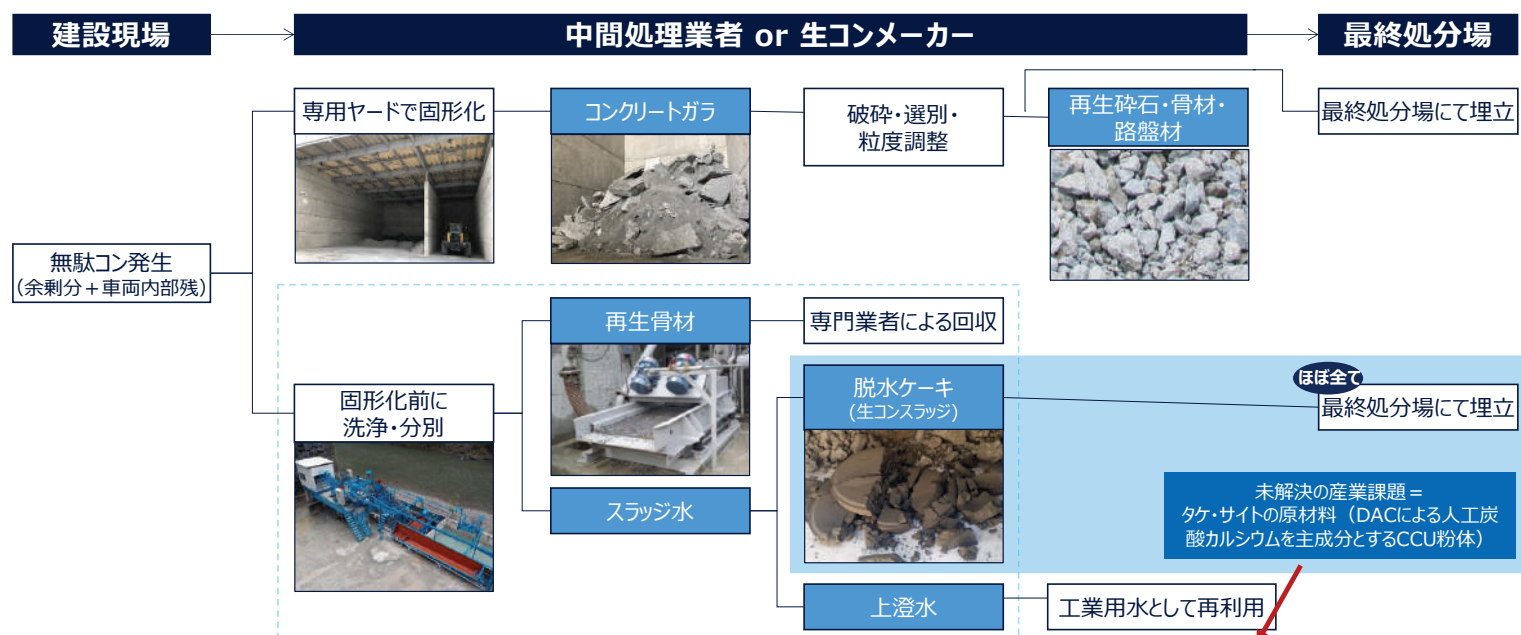 建設現場
中間処理業者 or 生コンメーカー
最終処分場
専用ヤードで固形化
コンクリートガラ
破砕・選別・
粒度調整
再生砕石・骨材・
路盤材
最終処分場にて埋立
無駄コン発生
(余剰分+車両内部残)
再生骨材
専門業者による回収
固形化前に
洗浄・分別
脱水ケーキ
(生コンスラッジ)
ほぼ全て
最終処分場にて埋立
スラッジ水
未解決の産業課題=
タケ・サイトの原材料(DACによる人工炭
酸カルシウムを主成分とするCCU粉体)
上澄水
工業用水として再利用